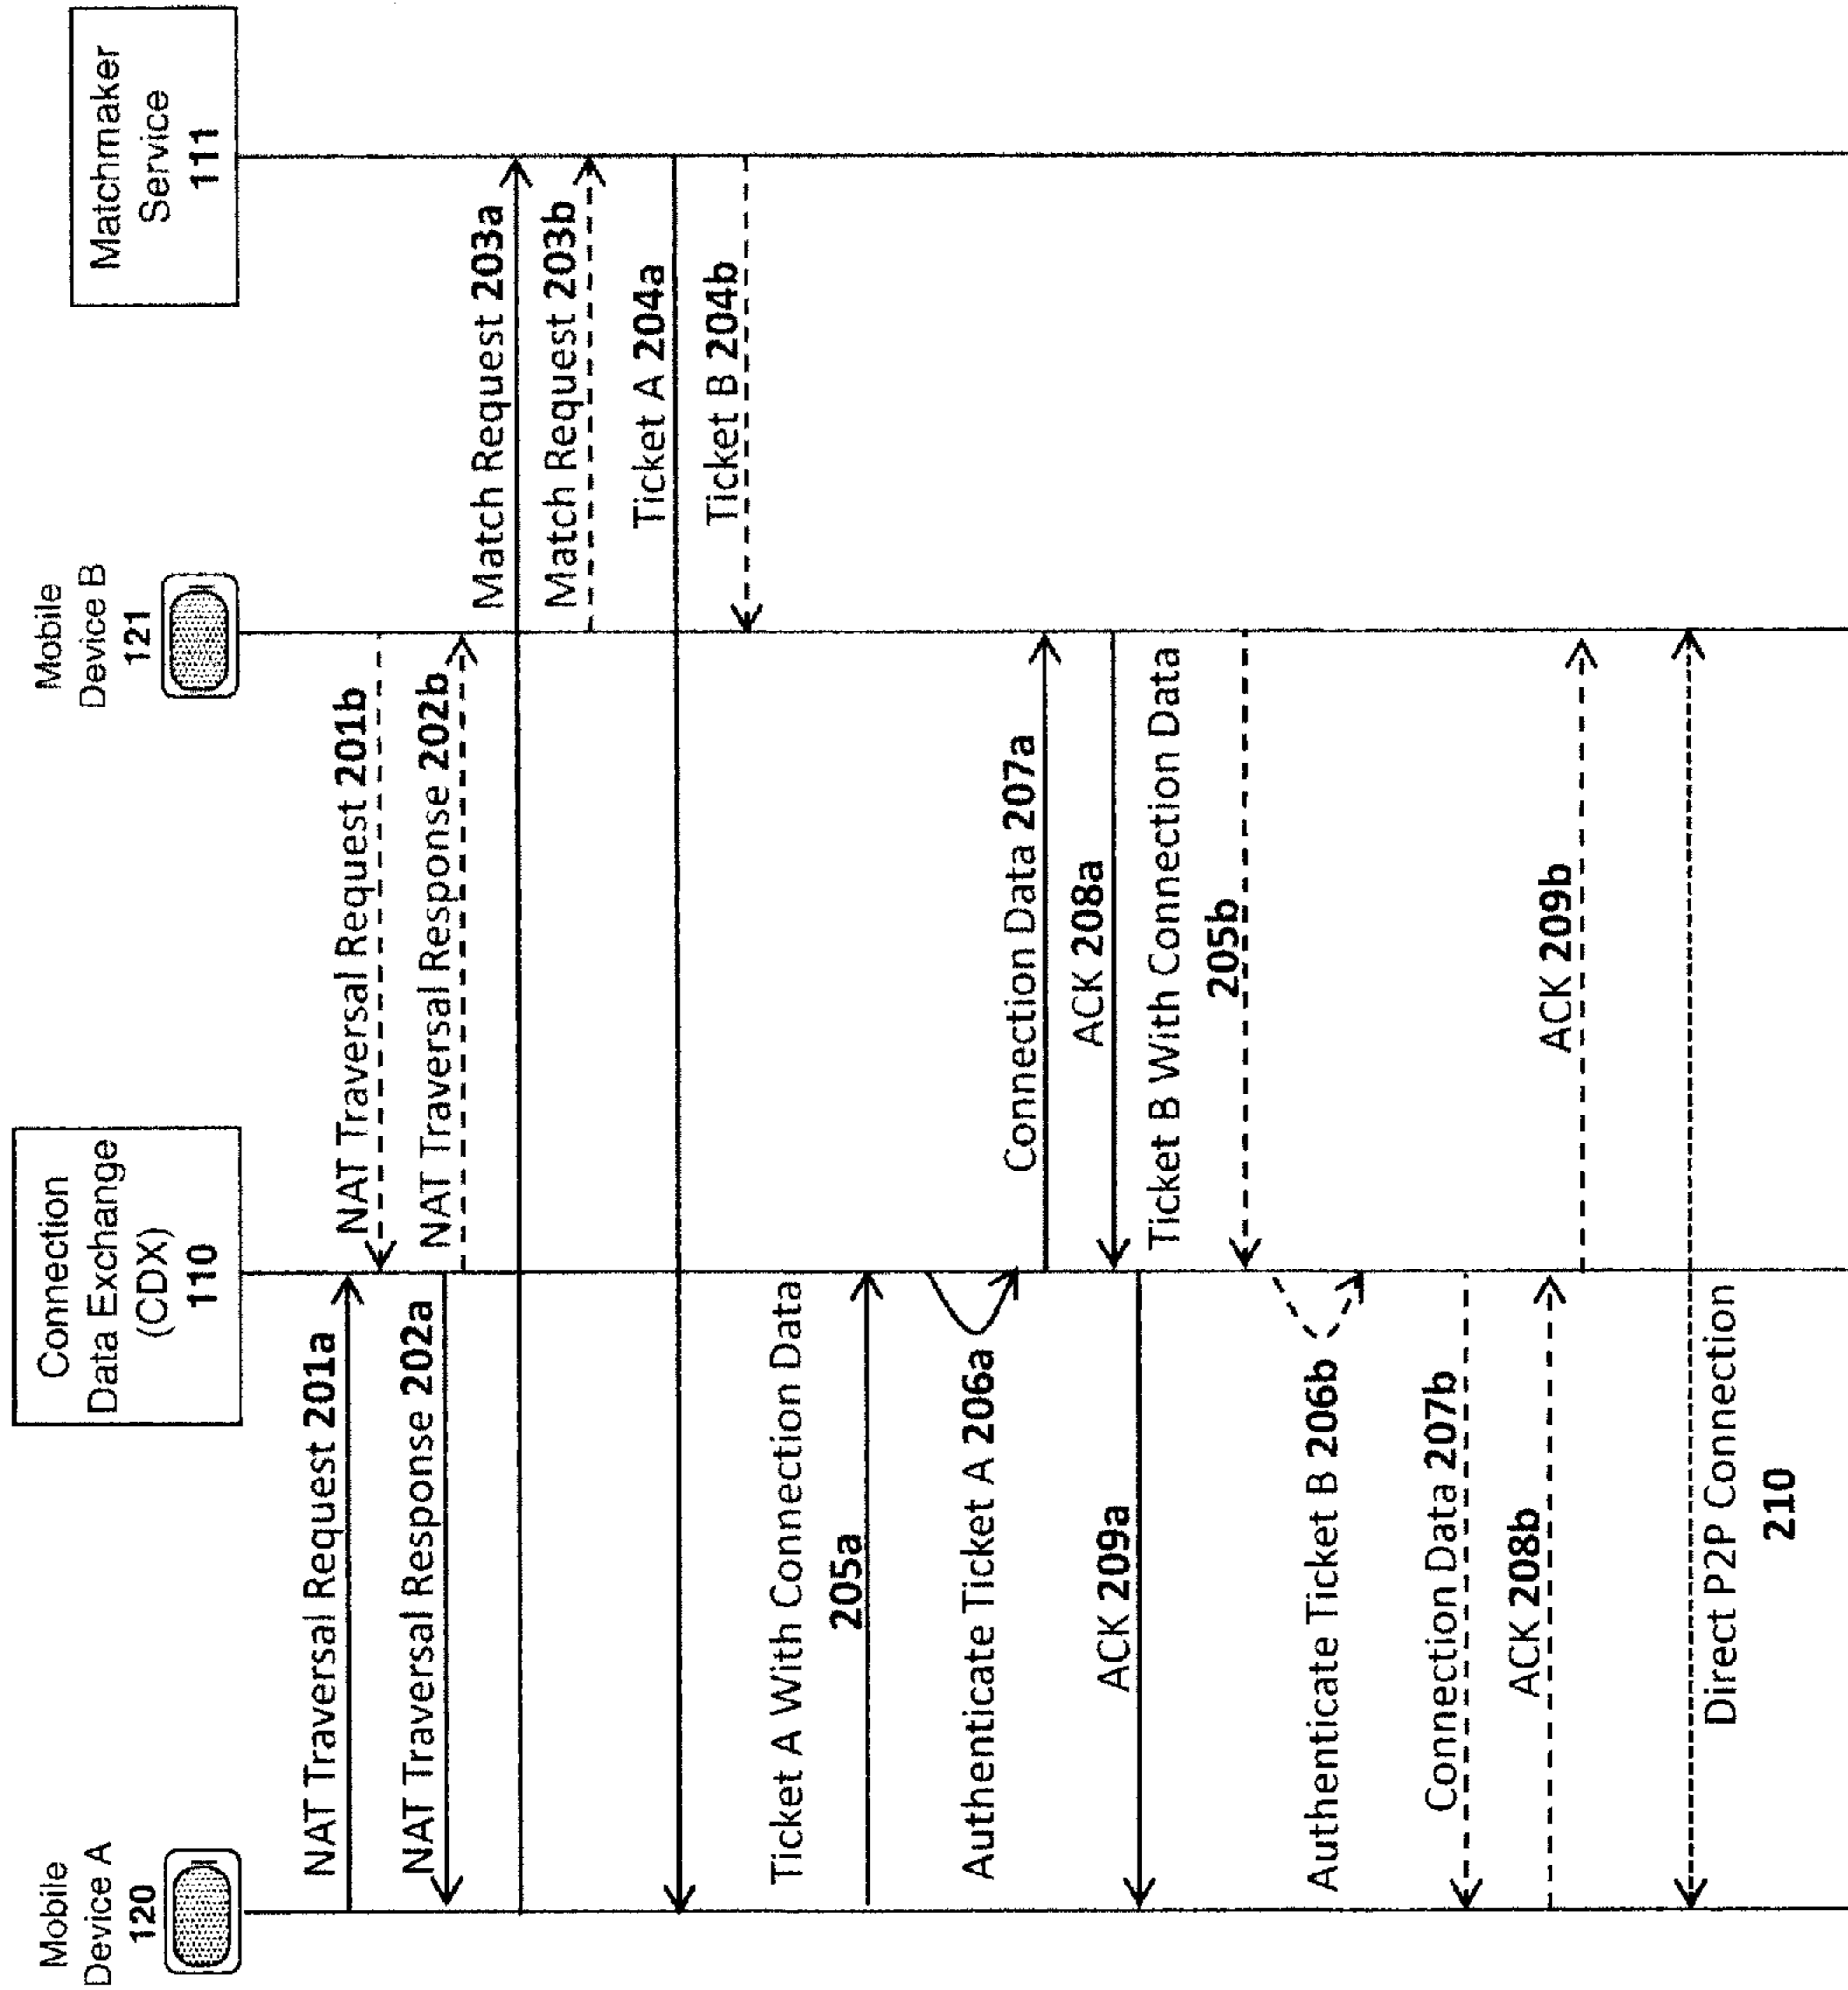 Mobile
Device A
120
Connection
Data Exchange
(CDX)
110
Mobile
Device B
121
Matchmaker
Service
111
NAT Traversal Request 201a
NAT Traversal Request 201b
NAT Traversal Response 202a
NAT Traversal Response 202b
Match Request 203a
Match Request 203b
Ticket A 204a
Ticket B 204b
Ticket A With Connection Data
205a
Authenticate Ticket A 206a
Connection Data 207a
ACK 208a
ACK 209a
Ticket B With Connection Data
205b
Authenticate Ticket B 206b
Connection Data 207b
ACK 208b
ACK 209b
Direct P2P Connection
210